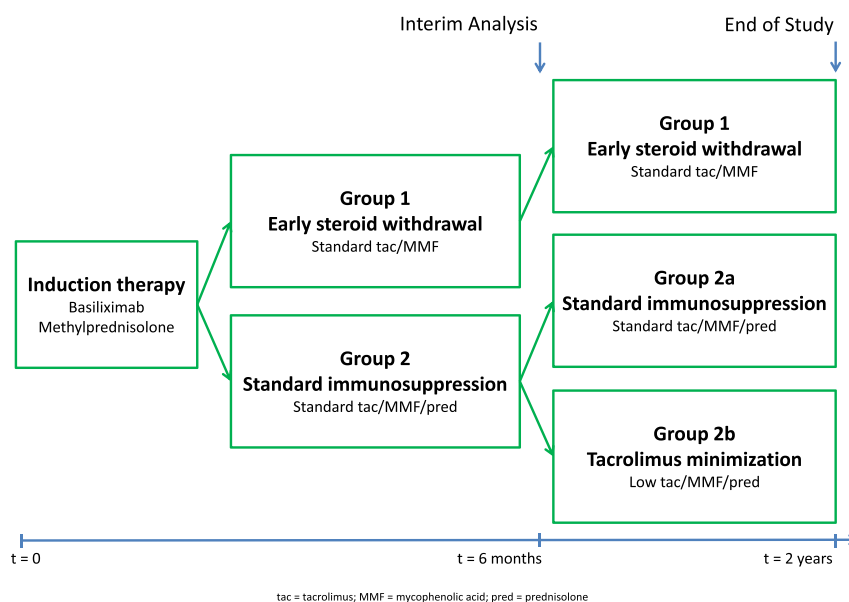 Interim Analysis
End of Study
Induction therapy
Basiliximab
Methylprednisolone
Group 1
Early steroid withdrawal
Standard tac/MMF
Group 2
Standard immunosuppression
Standard tac/MMF/pred
Group 1
Early steroid withdrawal
Standard tac/MMF
Group 2a
Standard immunosuppression
Standard tac/MMF/pred
Group 2b
Tacrolimus minimization
Low tac/MMF/pred
t = 0
t = 6 months
t = 2 years
tac = tacrolimus; MMF = mycophenolic acid; pred = prednisolone